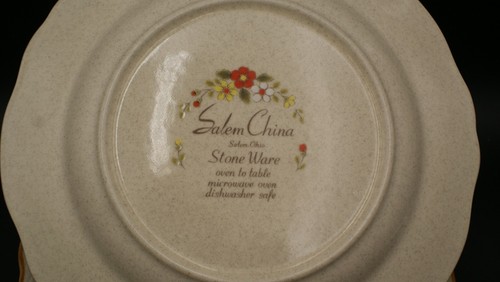 Salem China
Salem, Ohio
Stone Ware
oven to table
microwave oven
dishwasher safe